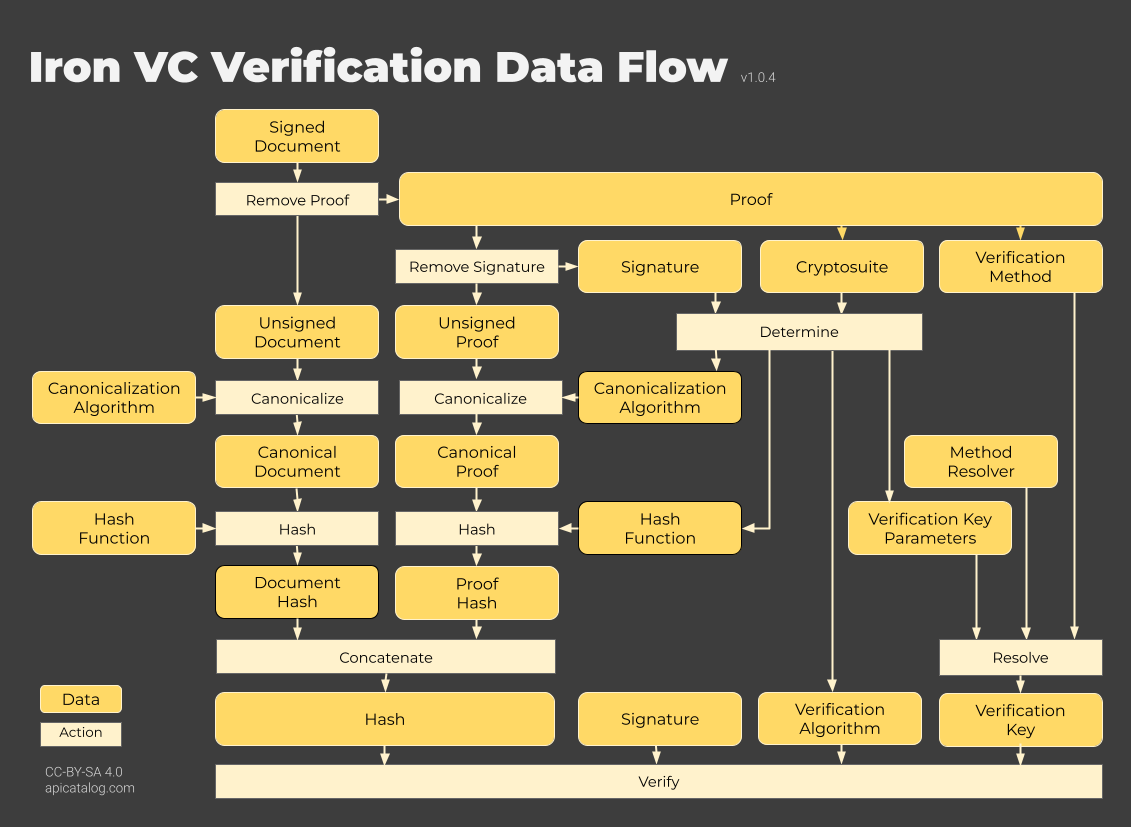 Iron VC Verification Data Flow v1.0.4
Signed
Document
Remove Proof
Proof
Remove Signature
Signature
Cryptosuite
Verification
Method
Unsigned
Document
Unsigned
Proof
Determine
Canonicalization
Algorithm
Canonicalize
Canonicalize
Canonicalization
Algorithm
Canonical
Document
Canonical
Proof
Method
Resolver
Hash
Function
Hash
Hash
Hash
Function
Verification Key
Parameters
Document
Hash
Proof
Hash
Concatenate
Resolve
Data
Hash
Signature
Verification
Algorithm
Verification
Key
Action
CC-BY-SA 4.0
apicatalog.com
Verify